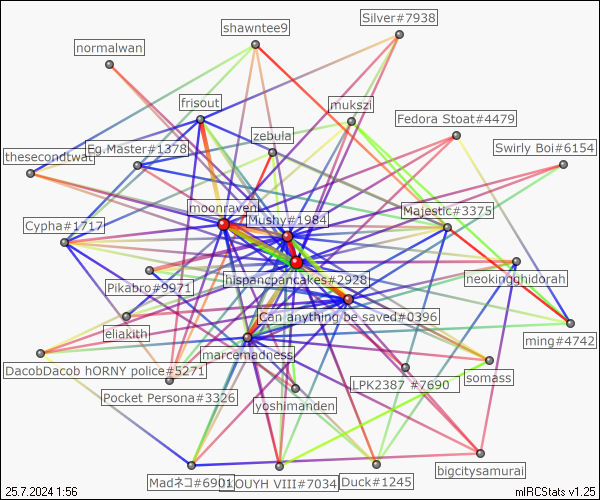 shawntee9
Silver#7938
normalwan
frisout
mukszi
Fedora Stoat#4479
zebula
Eg.Master#1378
Swirly Boi#6154
thesecondtwat
moonraven
Mushy#1984
Majestic#3375
Cypha#1717
hispancpancakes#2928
neokingghidorah
Pikabro#9971
Can anything be saved#0396
eliakith
ming#4742
marcemadness
DacobDacob hORNY police#5271
somass
LPK2387 #7690
Pocket Persona#3326
yoshimanden
bigcitysamurai
Madネコ#6901
OUYH VIII#7034
Duck#1245
25.7.2024 1:56
mIRCStats v1.25